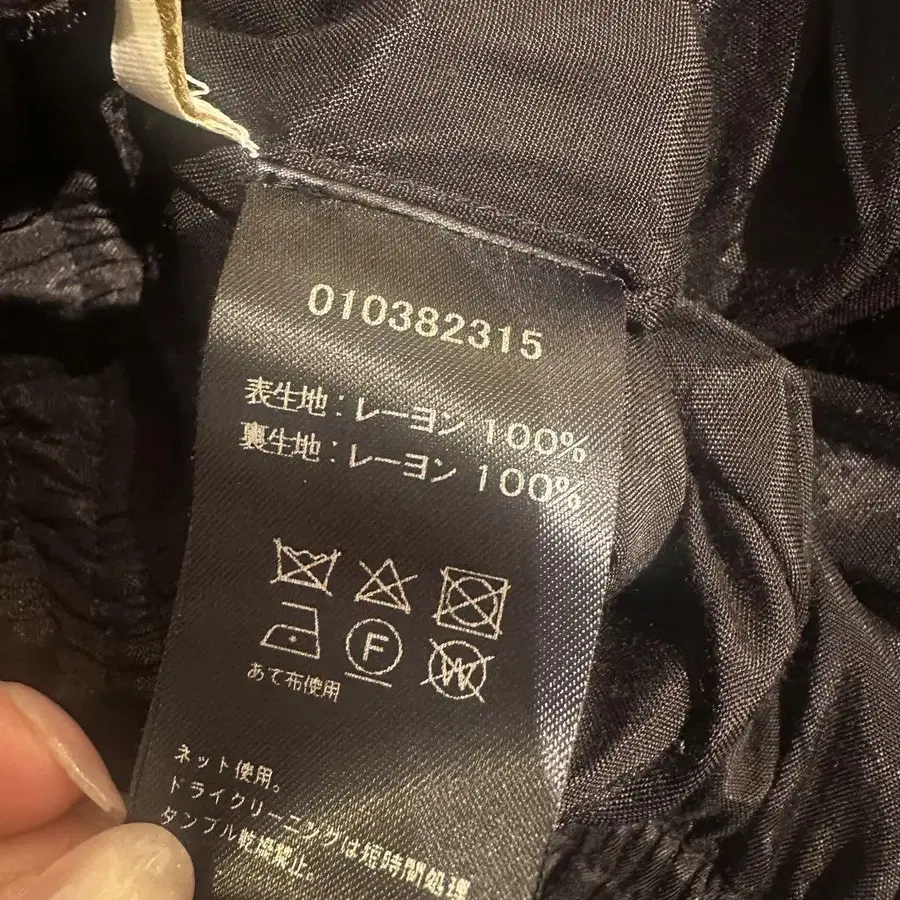 010382315
表生地：レーヨン 100%
裏生地：レーヨン 100%
F W
あて布使用
ネット使用。
ドライクリーニングは短時間処理
タンブル乾燥禁止。